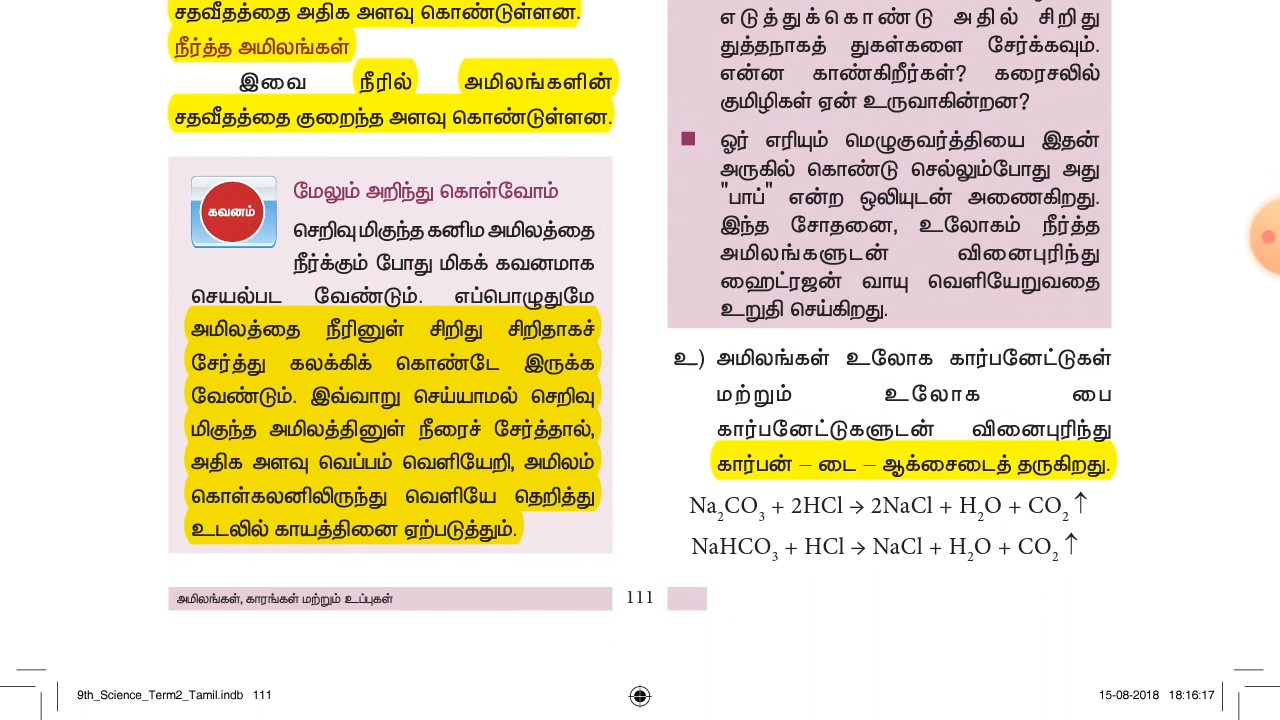 சதவீதத்தை அதிக அளவு கொண்டுள்ளன.
நீர்த்த அமிலங்கள்
இவை நீரில் அமிலங்களின்
சதவீதத்தை குறைந்த அளவு கொண்டுள்ளன.
கவனம்
மேலும் அறிந்து கொள்வோம்
செறிவு மிகுந்த கனிம அமிலத்தை
நீர்க்கும் போது மிகக் கவனமாக
செயல்பட வேண்டும். எப்பொழுதுமே
அமிலத்தை நீரினுள் சிறிது சிறிதாகச்
சேர்த்து கலக்கிக் கொண்டே இருக்க
வேண்டும். இவ்வாறு செய்யாமல் செறிவு
மிகுந்த அமிலத்தினுள் நீரைச் சேர்த்தால்,
அதிக அளவு வெப்பம் வெளியேறி, அமிலம்
கொள்கலனிலிருந்து வெளியே தெறித்து
உடலில் காயத்தினை ஏற்படுத்தும்.
எடுத்துக்கொண்டு அதில் சிறிது
துத்தநாகத் துகள்களை சேர்க்கவும்.
என்ன காண்கிறீர்கள்? கரைசலில்
குமிழிகள் ஏன் உருவாகின்றன?
■ ஓர் எரியும் மெழுகுவர்த்தியை இதன்
அருகில் கொண்டு செல்லும்போது அது
"பாப்" என்ற ஒலியுடன் அணைகிறது.
இந்த சோதனை, உலோகம் நீர்த்த
அமிலங்களுடன் வினைபுரிந்து
ஹைட்ரஜன் வாயு வெளியேறுவதை
உறுதி செய்கிறது.
உ) அமிலங்கள் உலோக கார்பனேட்டுகள்
மற்றும் உலோக பை
கார்பனேட்டுகளுடன் வினைபுரிந்து
கார்பன் – டை – ஆக்சைடைத் தருகிறது.
Na₂CO₃ + 2HCl → 2NaCl + H₂O + CO₂↑
NaHCO₃ + HCl → NaCl + H₂O + CO₂↑
அமிலங்கள், காரங்கள் மற்றும் உப்புகள்
111
9th_Science_Term2_Tamil.indb 111
15-08-2018 18:16:17